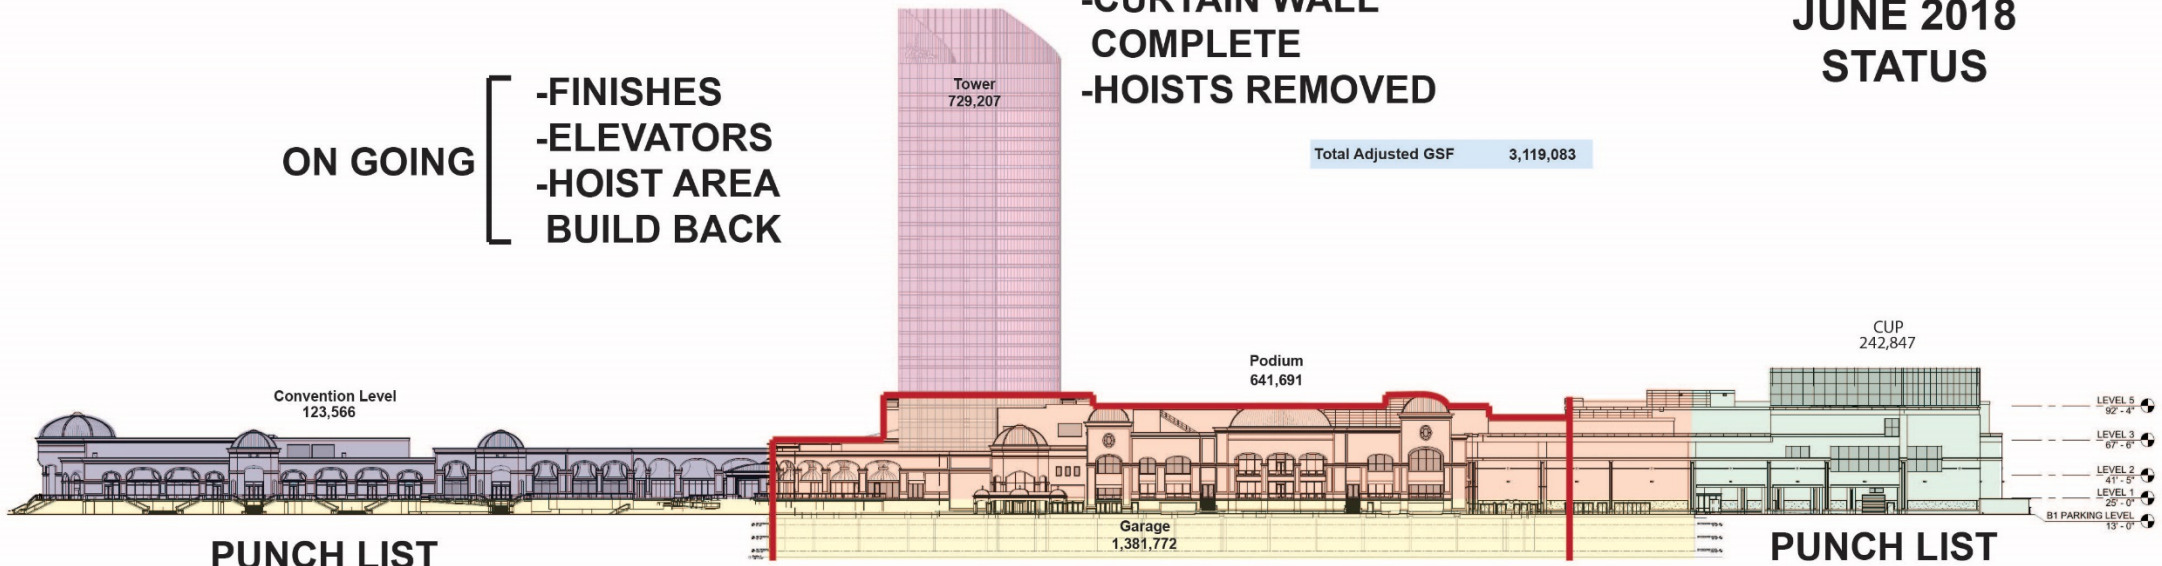 -CURTAIN WALL
COMPLETE
-HOISTS REMOVED
JUNE 2018
STATUS
ON GOING
-FINISHES
-ELEVATORS
-HOIST AREA
BUILD BACK
Tower
729,207
Total Adjusted GSF 3,119,083
Convention Level
123,566
Podium
641,691
CUP
242,847
LEVEL 5
92' - 4"
LEVEL 3
67' - 6"
LEVEL 2
41' - 5"
LEVEL 1
25' - 0"
B1 PARKING LEVEL
13' - 0"
Garage
1,381,772
PUNCH LIST
PUNCH LIST